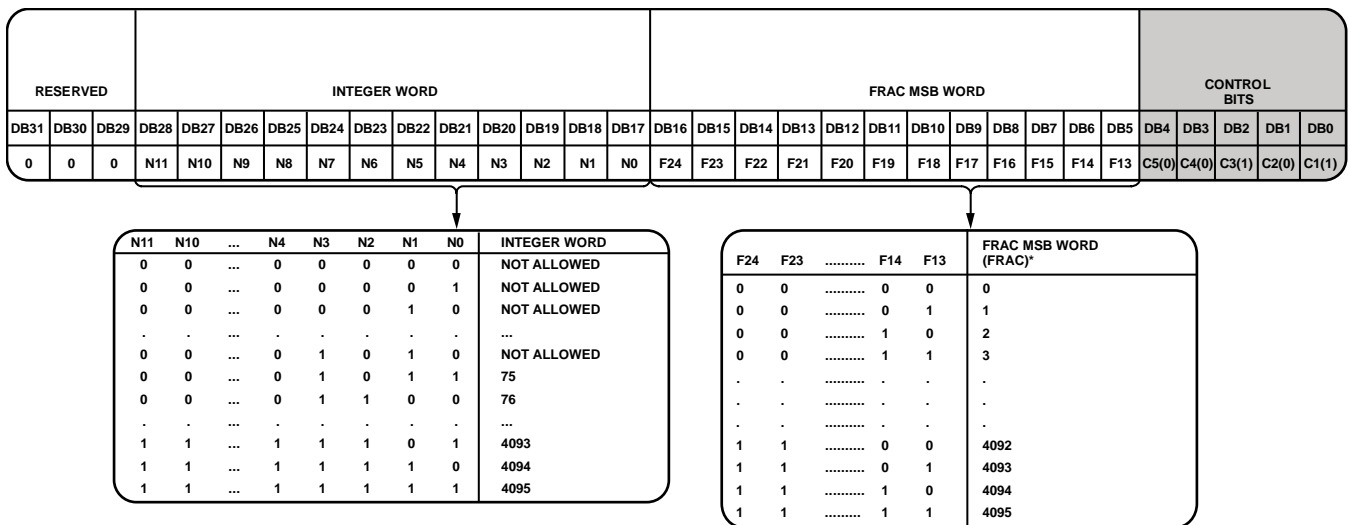 RESERVED INTEGER WORD FRAC MSB WORD CONTROL
BITS
DB31 DB30 DB29 DB28 DB27 DB26 DB25 DB24 DB23 DB22 DB21 DB20 DB19 DB18 DB17 DB16 DB15 DB14 DB13 DB12 DB11 DB10 DB9 DB8 DB7 DB6 DB5 DB4 DB3 DB2 DB1 DB0
0 0 0 N11 N10 N9 N8 N7 N6 N5 N4 N3 N2 N1 N0 F24 F23 F22 F21 F20 F19 F18 F17 F16 F15 F14 F13 C5(0) C4(0) C3(1) C2(0) C1(1)
N11 N10 ... N4 N3 N2 N1 N0 INTEGER WORD
0 0 ... 0 0 0 0 0 NOT ALLOWED
0 0 ... 0 0 0 0 1 NOT ALLOWED
0 0 ... 0 0 0 1 0 NOT ALLOWED
. . ... . . . . . ...
0 0 ... 0 1 0 1 0 NOT ALLOWED
0 0 ... 0 1 0 1 1 75
0 0 ... 0 1 1 0 0 76
. . ... . . . . . ...
1 1 ... 1 1 1 0 1 4093
1 1 ... 1 1 1 1 0 4094
1 1 ... 1 1 1 1 1 4095
FRAC MSB WORD
F24 F23 .......... F14 F13 (FRAC)*
0 0 .......... 0 0 0
0 0 .......... 0 1 1
0 0 .......... 1 0 2
0 0 .......... 1 1 3
. . .......... . . .
. . .......... . . .
. . .......... . . .
1 1 .......... 0 0 4092
1 1 .......... 0 1 4093
1 1 .......... 1 0 4094
1 1 ......... 1 1 4095